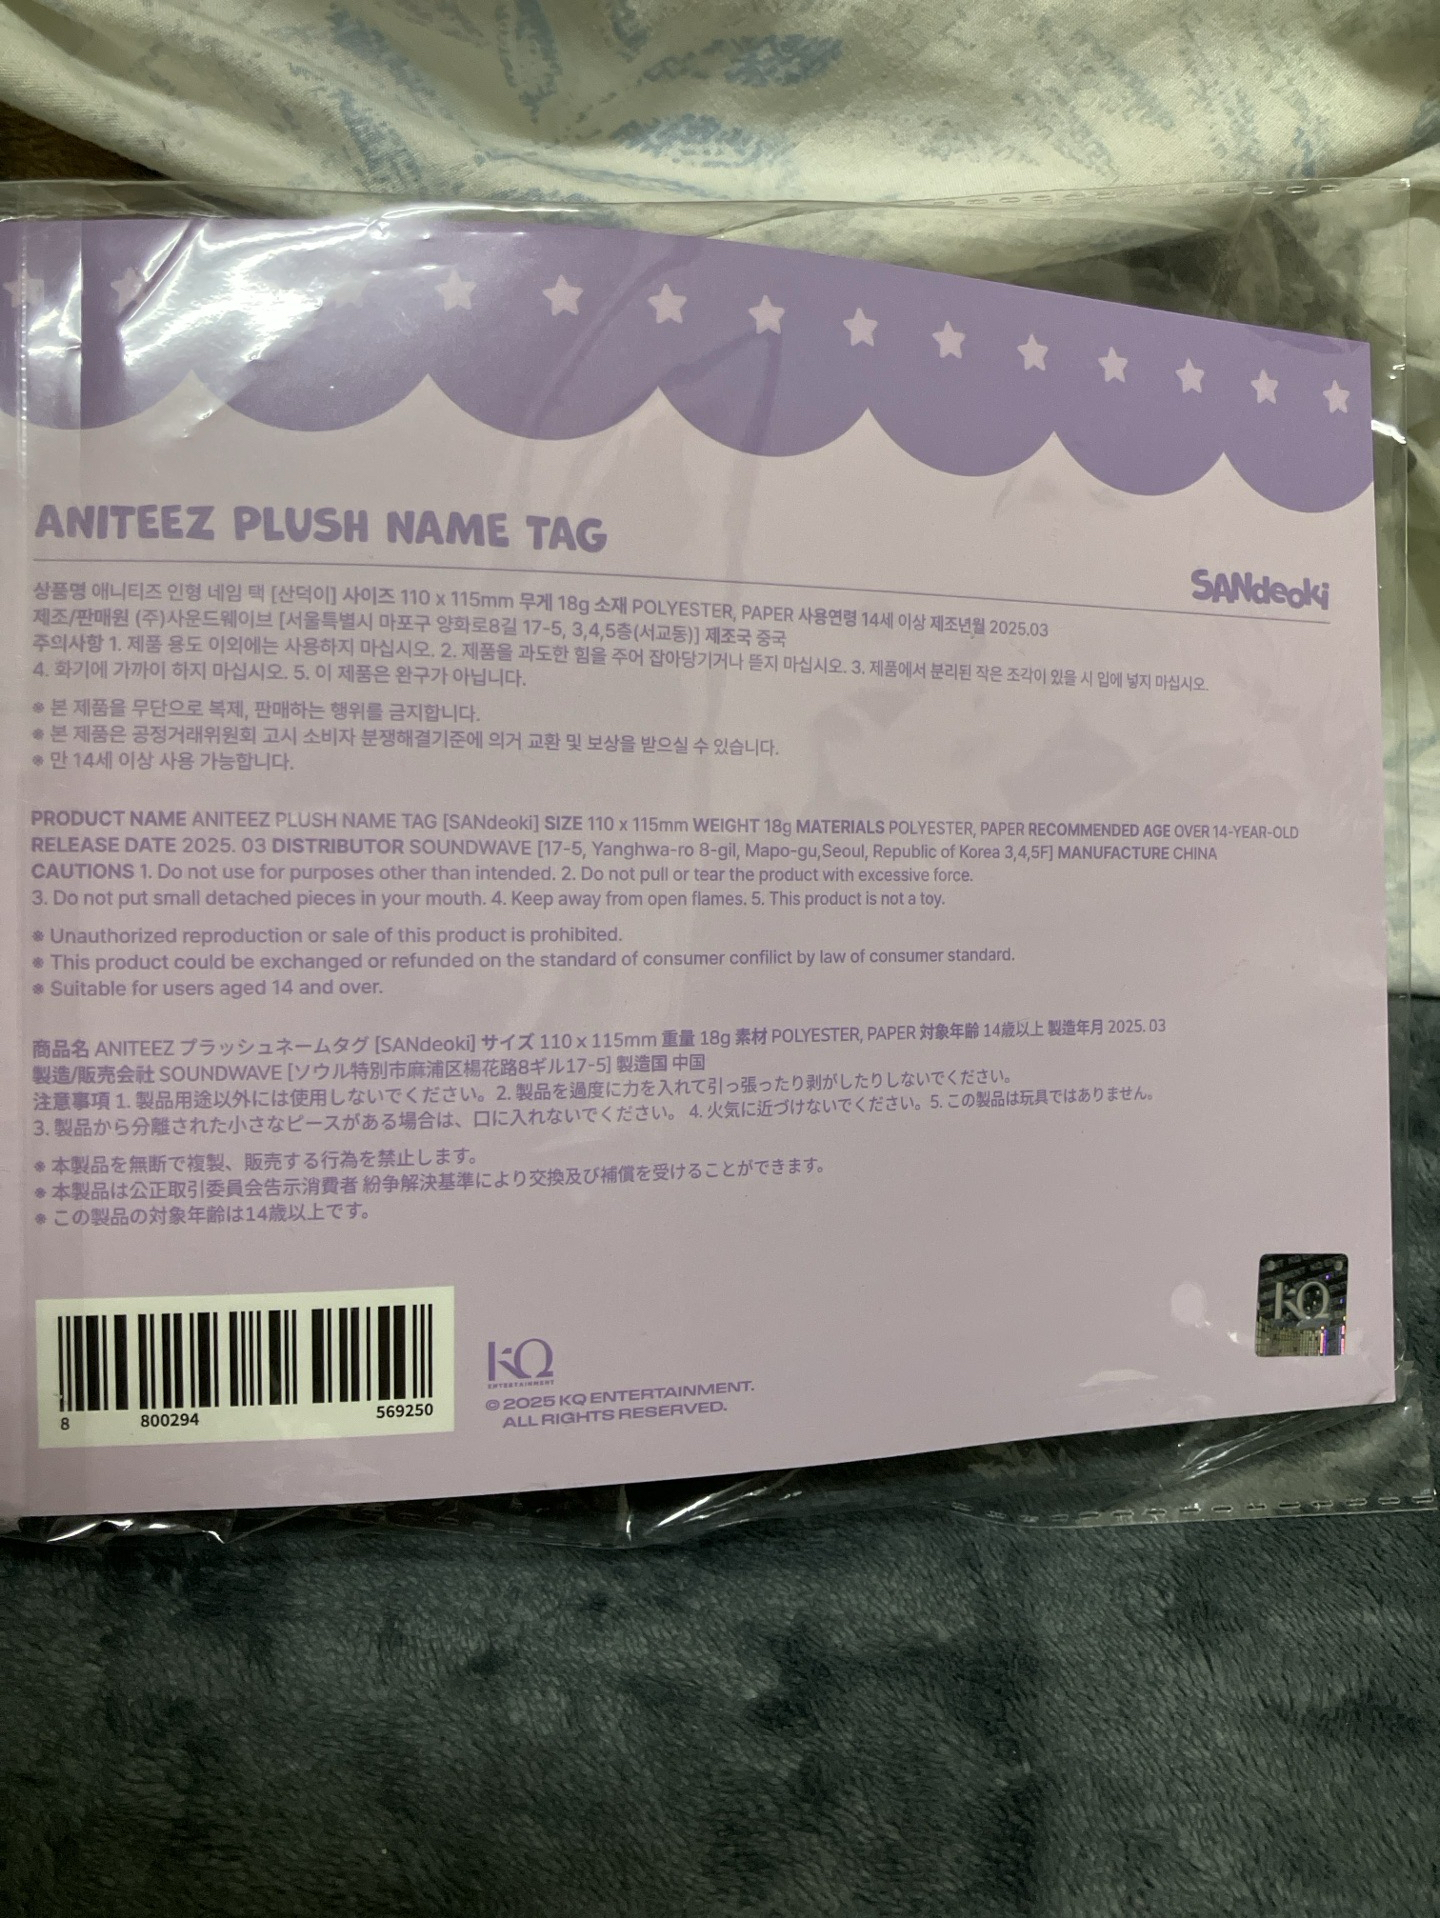 ANITEEZ PLUSH NAME TAG
SANdeoki
상품명 애니티즈 인형 네임 택 [산덕이] 사이즈 110 x 115mm 무게 18g 소재 POLYESTER, PAPER 사용연령 14세 이상 제조년월 2025.03
제조/판매원 (주)사운드웨이브 [서울특별시 마포구 양화로8길 17-5, 3,4,5층(서교동)] 제조국 중국
주의사항 1. 제품 용도 이외에는 사용하지 마십시오. 2. 제품을 과도한 힘을 주어 잡아당기거나 뜯지 마십시오. 3. 제품에서 분리된 작은 조각이 있을 시 입에 넣지 마십시오.
4. 화기에 가까이 하지 마십시오. 5. 이 제품은 완구가 아닙니다.
※ 본 제품을 무단으로 복제, 판매하는 행위를 금지합니다.
※ 본 제품은 공정거래위원회 고시 소비자 분쟁해결기준에 의거 교환 및 보상을 받으실 수 있습니다.
※ 만 14세 이상 사용 가능합니다.
PRODUCT NAME ANITEEZ PLUSH NAME TAG [SANdeoki] SIZE 110 x 115mm WEIGHT 18g MATERIALS POLYESTER, PAPER RECOMMENDED AGE OVER 14-YEAR-OLD
RELEASE DATE 2025. 03 DISTRIBUTOR SOUNDWAVE [17-5, Yanghwa-ro 8-gil, Mapo-gu,Seoul, Republic of Korea 3,4,5F] MANUFACTURE CHINA
CAUTIONS 1. Do not use for purposes other than intended. 2. Do not pull or tear the product with excessive force.
3. Do not put small detached pieces in your mouth. 4. Keep away from open flames. 5. This product is not a toy.
※ Unauthorized reproduction or sale of this product is prohibited.
※ This product could be exchanged or refunded on the standard of consumer confilict by law of consumer standard.
※ Suitable for users aged 14 and over.
商品名 ANITEEZ プラッシュネームタグ [SANdeoki] サイズ 110 x 115mm 重量 18g 素材 POLYESTER, PAPER 対象年齢 14歳以上 製造年月 2025. 03
製造/販売会社 SOUNDWAVE [ソウル特別市麻浦区楊花路8ギル17-5] 製造国 中国
注意事項 1. 製品用途以外には使用しないでください。2. 製品を過度に力を入れて引っ張ったり剥がしたりしないでください。
3. 製品から分離された小さなピースがある場合は、口に入れないでください。 4. 火気に近づけないでください。5. この製品は玩具ではありません。
※ 本製品を無断で複製、販売する行為を禁止します。
※ 本製品は公正取引委員会告示消費者 紛争解決基準により交換及び補償を受けることができます。
※ この製品の対象年齢は14歳以上です。
8 800294 569250
KQ
ENTERTAINMENT
© 2025 KQ ENTERTAINMENT.
ALL RIGHTS RESERVED.
KQ